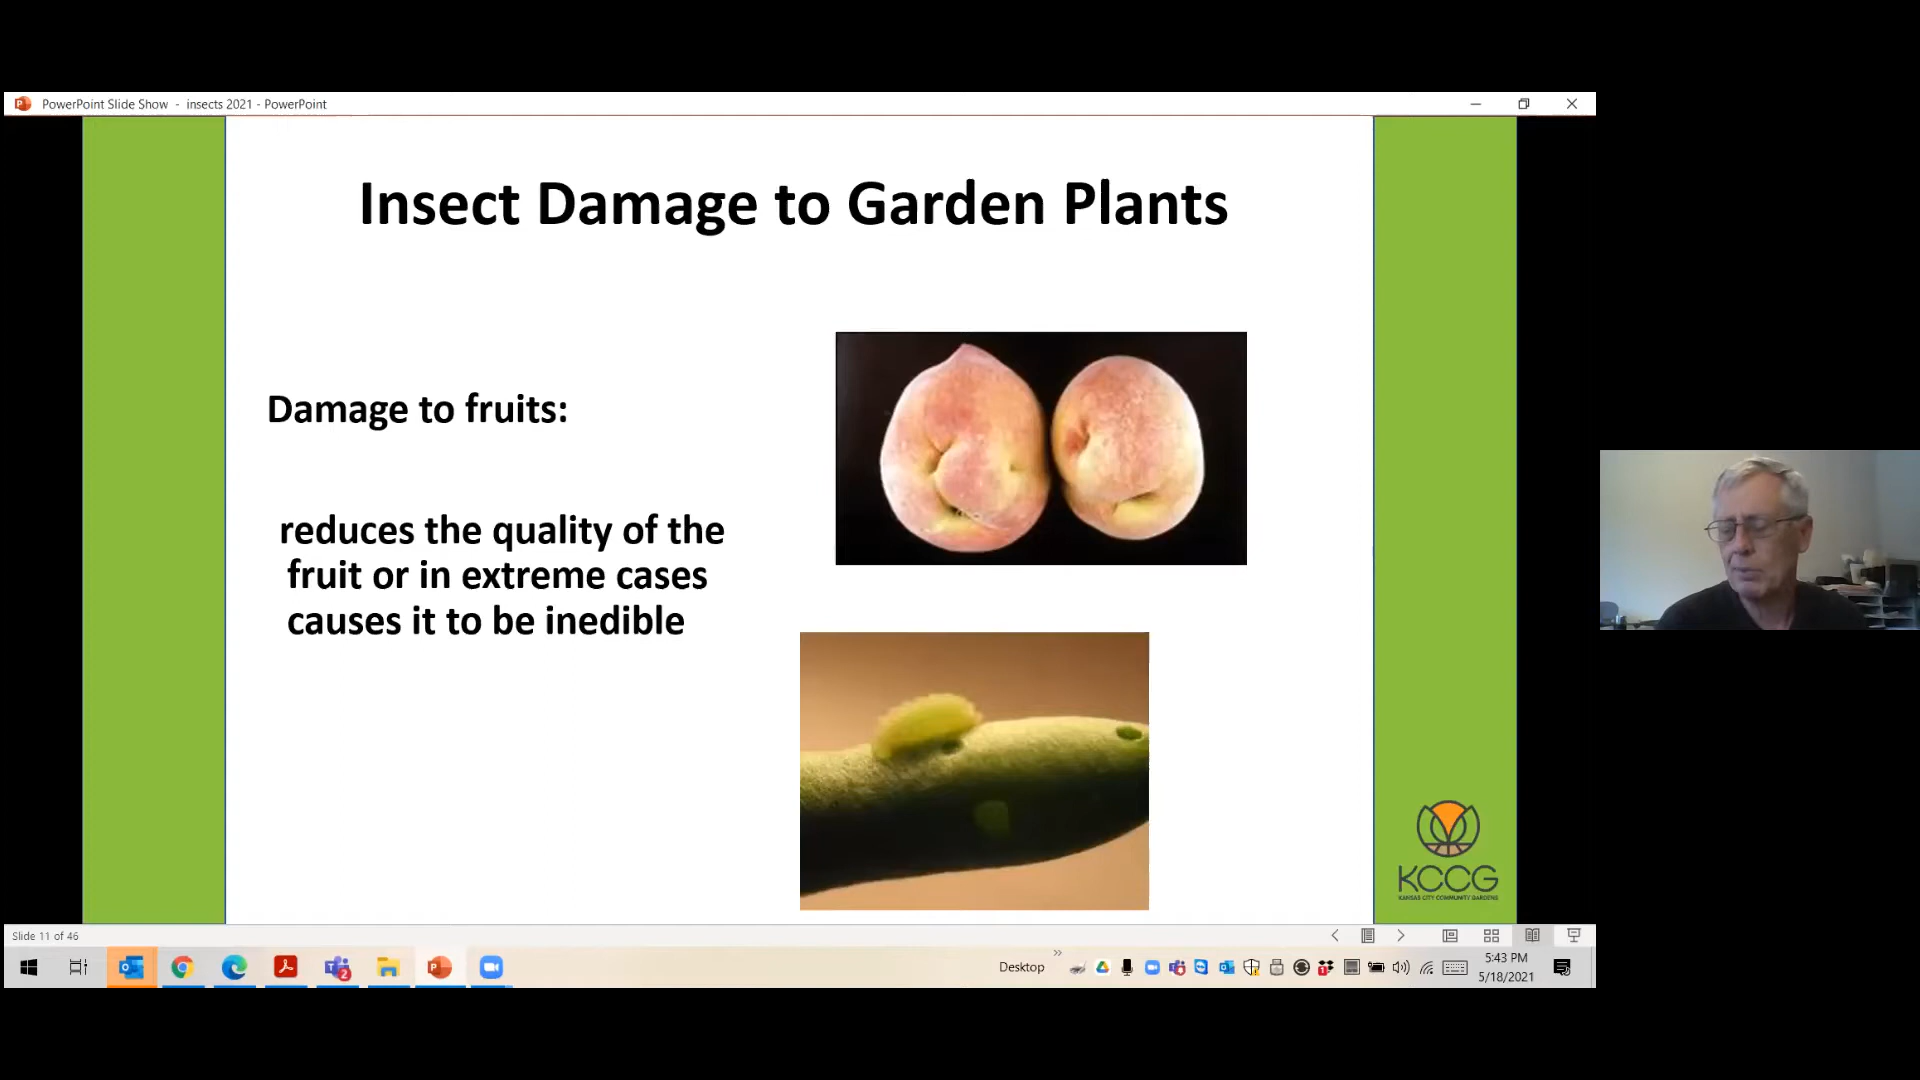 PowerPoint Slide Show - insects 2021 - PowerPoint
Insect Damage to Garden Plants
Damage to fruits:
reduces the quality of the
fruit or in extreme cases
causes it to be inedible
KCCG
KANSAS CITY COMMUNITY GARDENS
Slide 11 of 46
2
Desktop
1
5:43 PM
5/18/2021